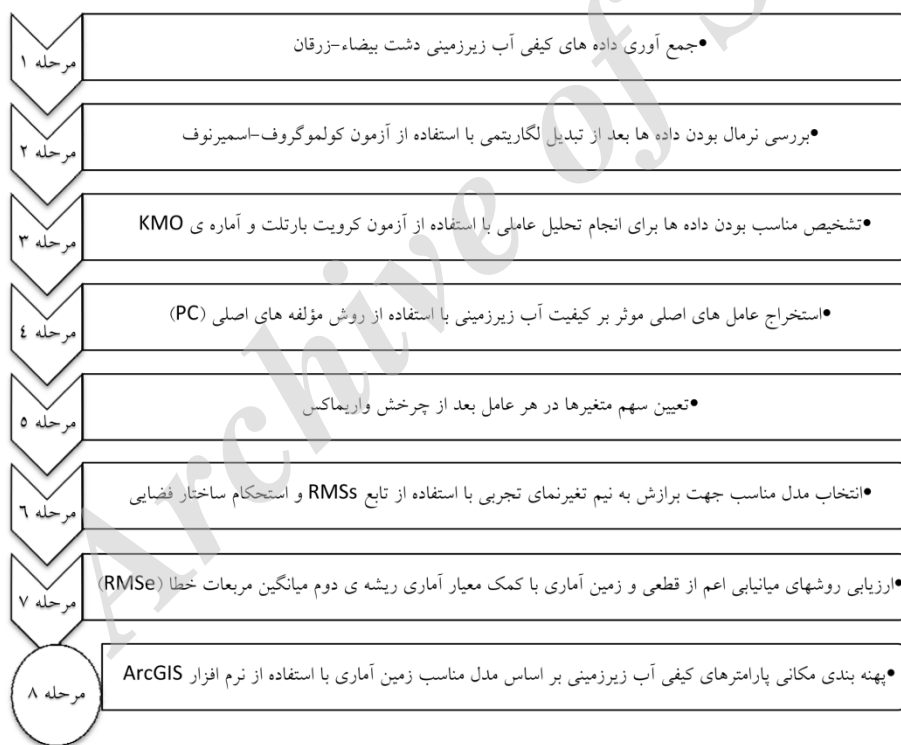 مرحله ۱
•جمع آوری داده های کیفی آب زیرزمینی دشت بیضاء-زرقان
مرحله ۲
•بررسی نرمال بودن داده ها بعد از تبدیل لگاریتمی با استفاده از آزمون کولموگروف-اسمیرنوف
مرحله ۳
•تشخیص مناسب بودن داده ها برای انجام تحلیل عاملی با استفاده از آزمون کرویت بارتلت و آماره ی KMO
مرحله ٤
•استخراج عامل های اصلی موثر بر کیفیت آب زیرزمینی با استفاده از روش مؤلفه های اصلی (PC)
مرحله ٥
•تعیین سهم متغیرها در هر عامل بعد از چرخش واریماکس
مرحله ٦
•انتخاب مدل مناسب جهت برازش به نیم تغیرنمای تجربی با استفاده از تابع RMSs و استحکام ساختار فضایی
مرحله ۷
•ارزیابی روشهای میانیابی اعم از قطعی و زمین آماری با کمک معیار آماری ریشه ی دوم میانگین مربعات خطا (RMSe)
مرحله ۸
•پهنه بندی مکانی پارامترهای کیفی آب زیرزمینی بر اساس مدل مناسب زمین آماری با استفاده از نرم افزار ArcGIS
Archive of S